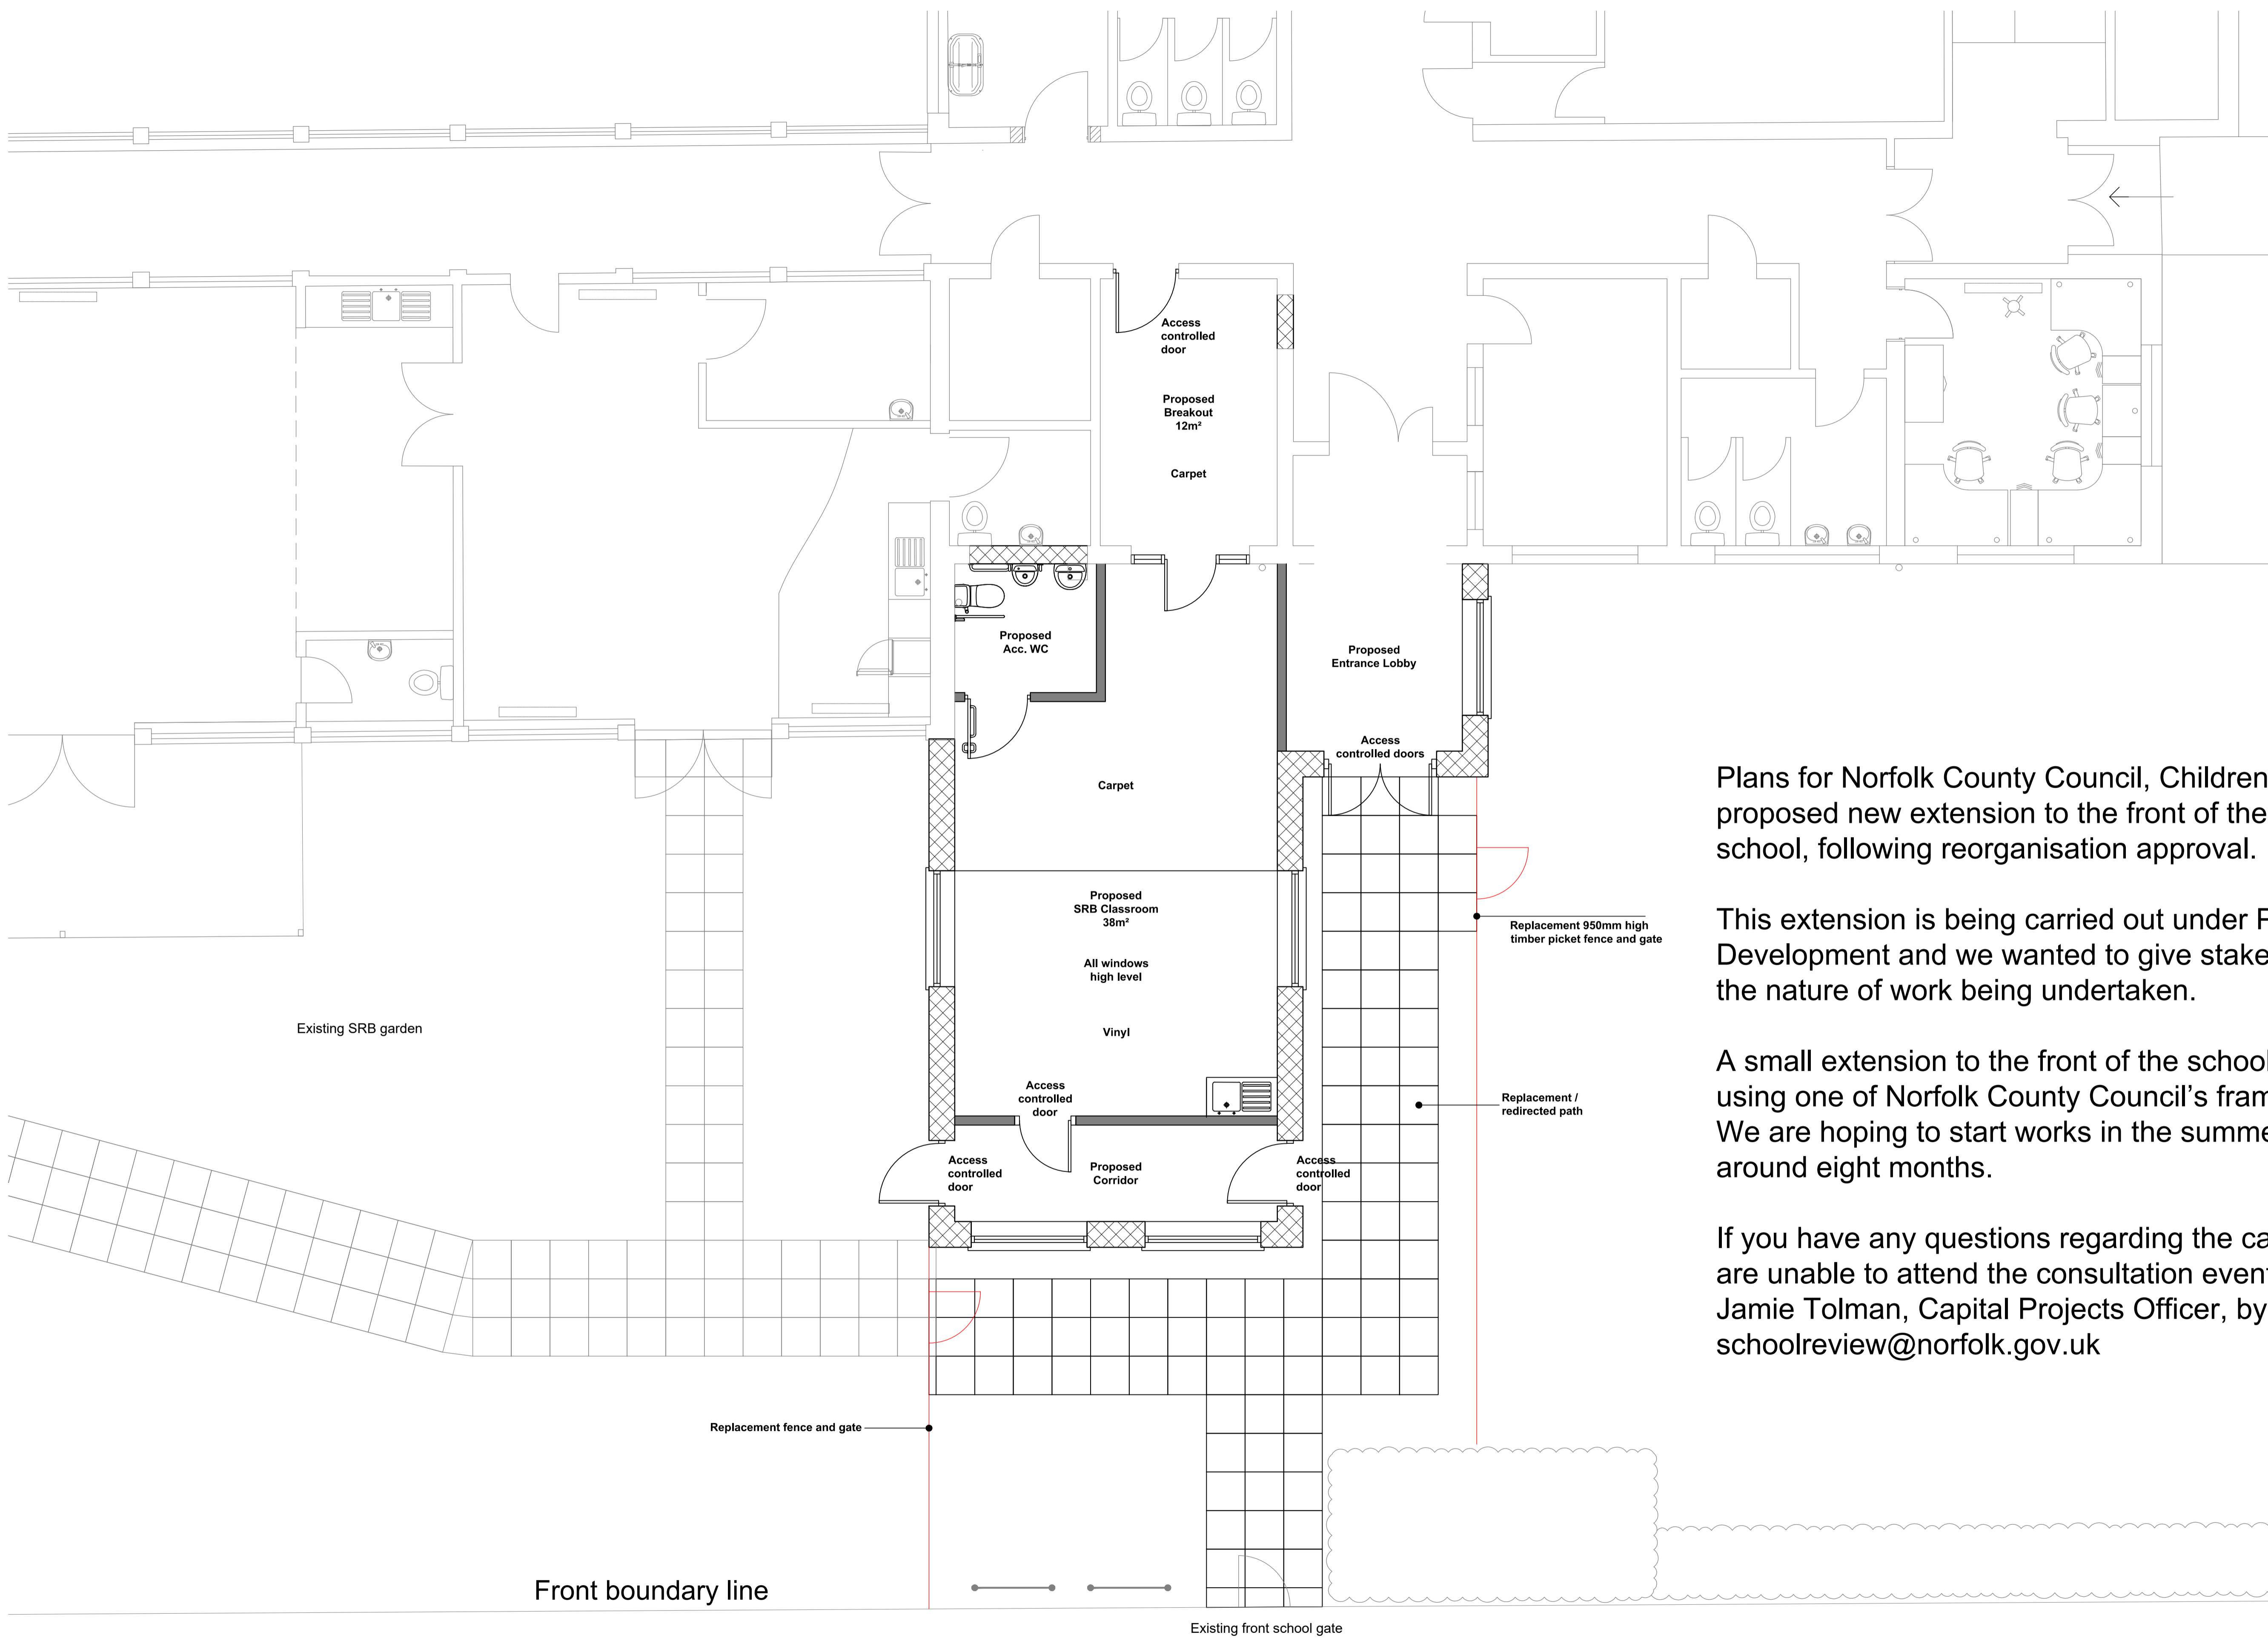 Access
controlled
door
Proposed
Breakout
12m²
Carpet
Proposed
Acc. WC
Proposed
Entrance Lobby
Access
controlled doors
Carpet
Proposed
SRB Classroom
38m²
All windows
high level
Vinyl
Access
controlled
door
Access
controlled
door
Proposed
Corridor
Access
controlled
door
Replacement 950mm high
timber picket fence and gate
Replacement /
redirected path
Existing SRB garden
Replacement fence and gate
Front boundary line
Existing front school gate
Plans for Norfolk County Council, Children
proposed new extension to the front of the
school, following reorganisation approval.
This extension is being carried out under
Development and we wanted to give stake
the nature of work being undertaken.
A small extension to the front of the school
using one of Norfolk County Council’s fram
We are hoping to start works in the summe
around eight months.
If you have any questions regarding the ca
are unable to attend the consultation event
Jamie Tolman, Capital Projects Officer, by
schoolreview@norfolk.gov.uk